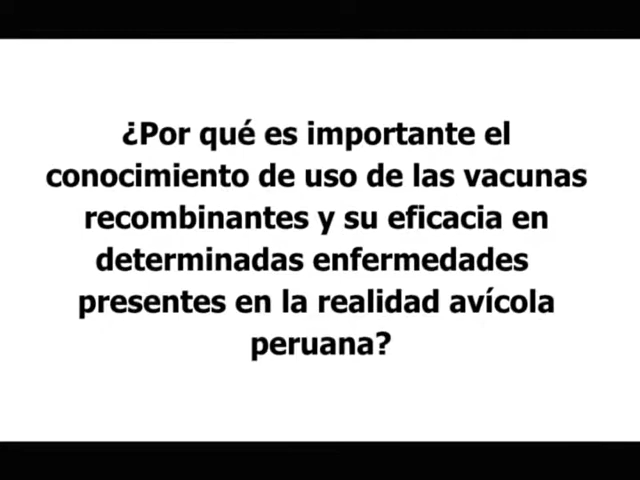 ¿Por qué es importante el
conocimiento de uso de las vacunas
recombinantes y su eficacia en
determinadas enfermedades
presentes en la realidad avícola
peruana?